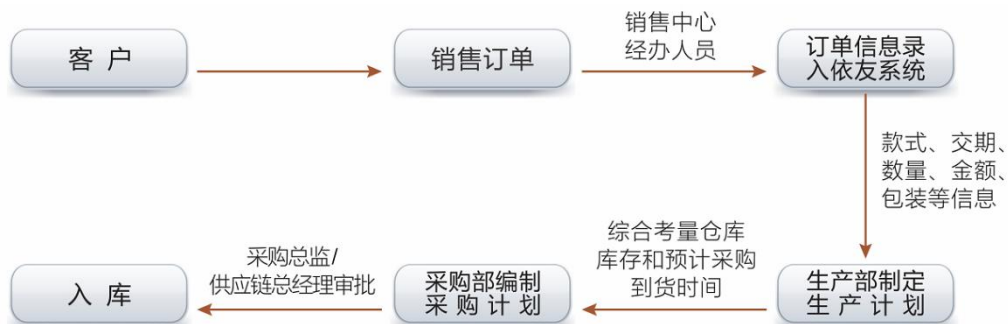 客 户
销售订单
销售中心
经办人员
订单信息录
入依友系统
款式、交期、
数量、金额、
包装等信息
生产部制定
生 产 计 划
综合考量仓库
库存和预计采购
到货时间
采购部编制
采 购 计 划
采购总监/
供应链总经理审批
入 库